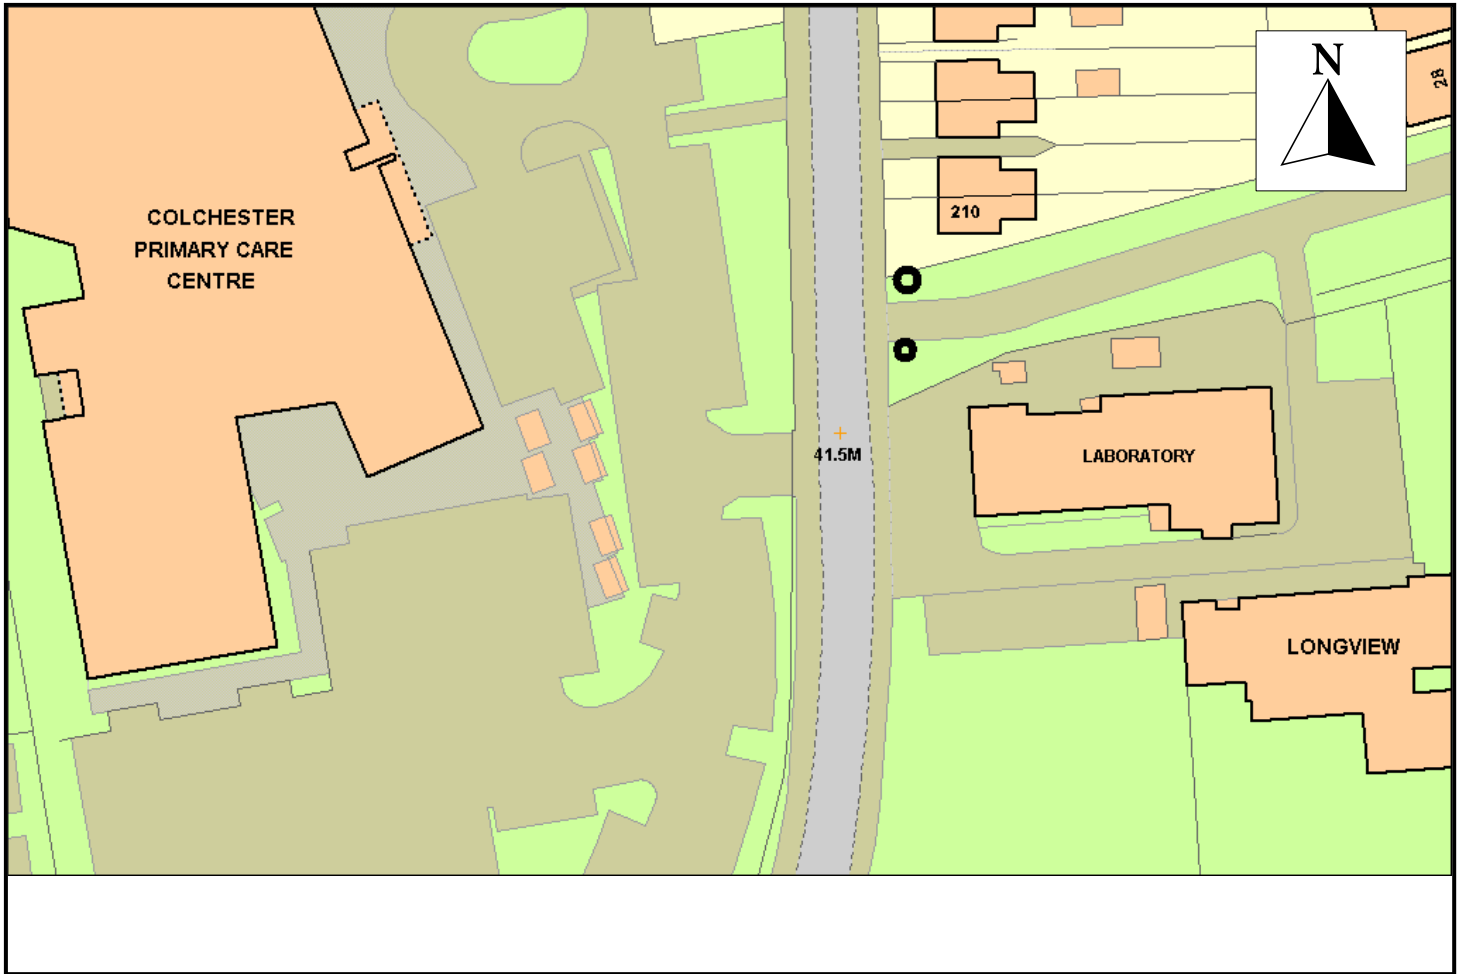 N
28
COLCHESTER
PRIMARY CARE
CENTRE
210
41.5M
LABORATORY
LONGVIEW